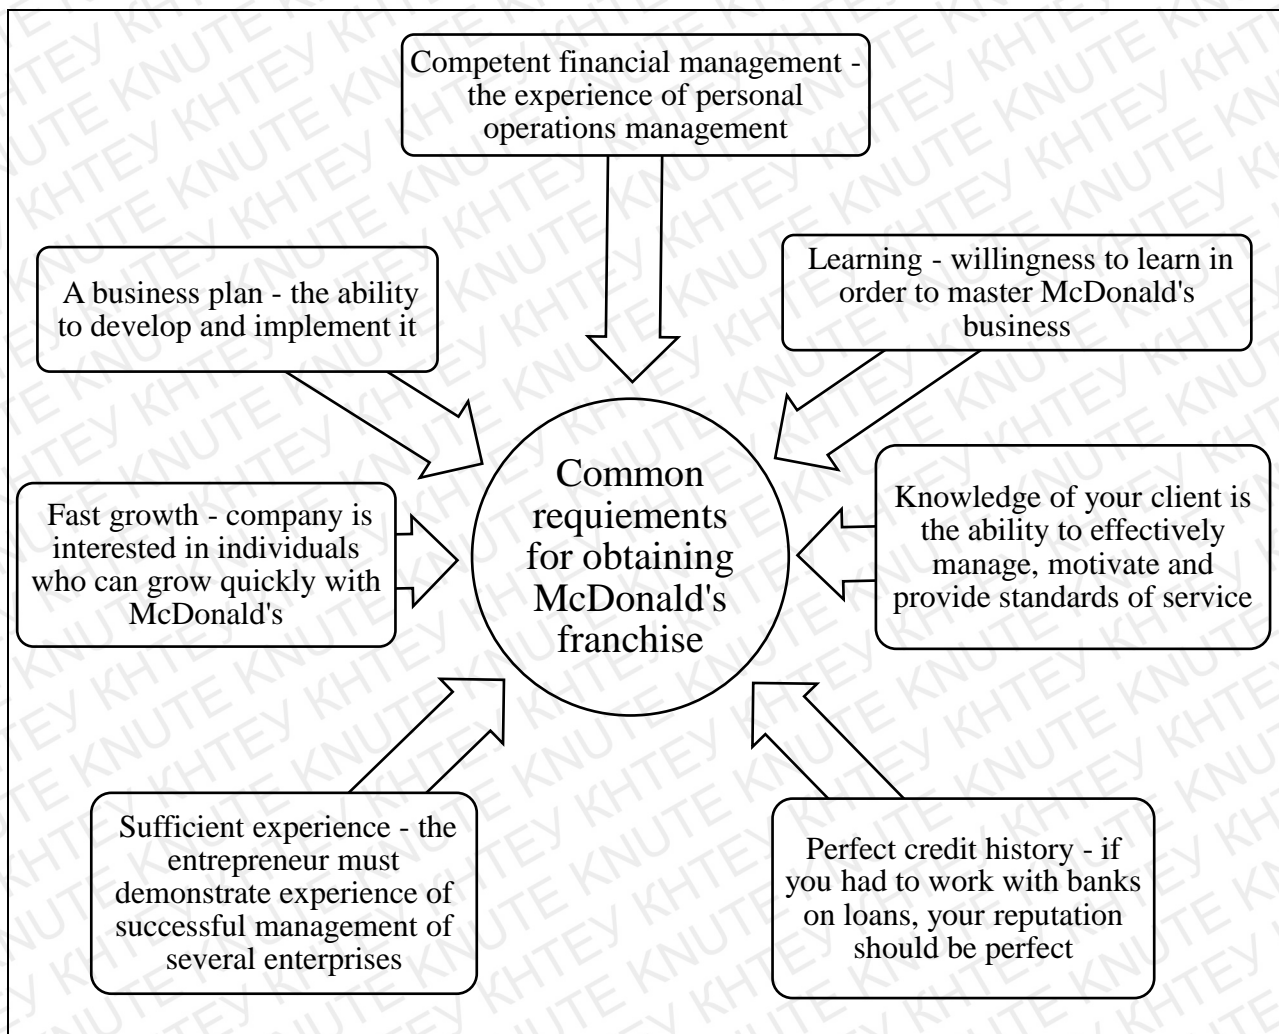 Competent financial management -
the experience of personal
operations management
A business plan - the ability
to develop and implement it
Learning - willingness to learn in
order to master McDonald's
business
Fast growth - company is
interested in individuals
who can grow quickly with
McDonald's
Common
requiements
for obtaining
McDonald's
franchise
Knowledge of your client is
the ability to effectively
manage, motivate and
provide standards of service
Sufficient experience - the
entrepreneur must
demonstrate experience of
successful management of
several enterprises
Perfect credit history - if
you had to work with banks
on loans, your reputation
should be perfect